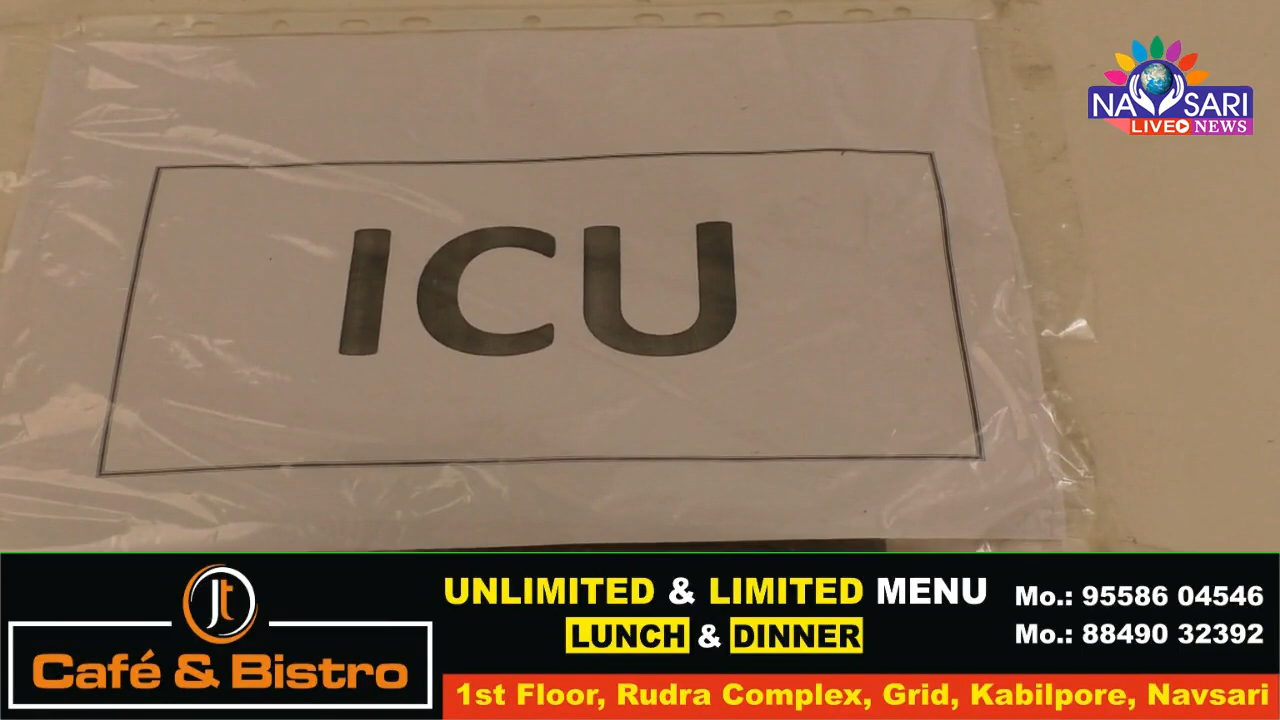 NAVSARI
LIVE NEWS
ICU
Jt
Café & Bistro
UNLIMITED & LIMITED MENU
LUNCH & DINNER
Mo.: 95586 04546
Mo.: 88490 32392
1st Floor, Rudra Complex, Grid, Kabilpore, Navsari